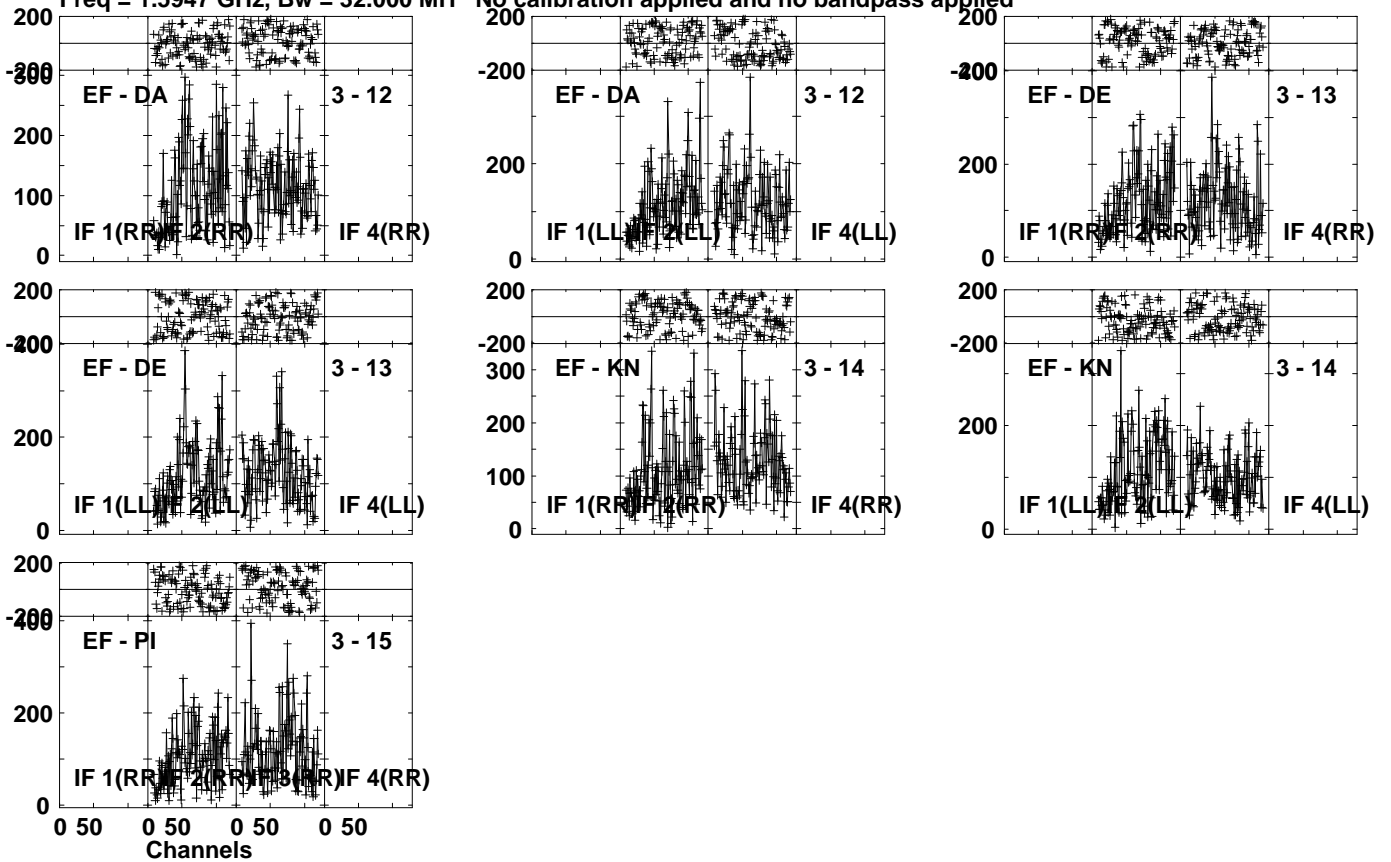 Freq = 1.5947 GHz, Bw = 32.000 MH No calibration applied and no bandpass applied
200
-200
300
EF - DA 3 - 12
200
100
IF 1(RR) IF 2(RR) IF 4(RR)
0
200
-200
EF - DA 3 - 12
200
IF 1(LL) IF 2(LL) IF 4(LL)
0
200
-200
400
EF - DE 3 - 13
200
IF 1(RR) IF 2(RR) IF 4(RR)
0
200
-200
400
EF - DE 3 - 13
200
IF 1(LL) IF 2(LL) IF 4(LL)
0
200
-200
300
EF - KN 3 - 14
200
100
IF 1(RR) IF 2(RR) IF 4(RR)
0
200
-200
EF - KN 3 - 14
200
IF 1(LL) IF 2(LL) IF 4(LL)
0
200
-200
400
EF - PI 3 - 15
200
IF 1(RR) IF 2(RR) IF 3(RR) IF 4(RR)
0
0 50 0 50 0 50 0 50
Channels